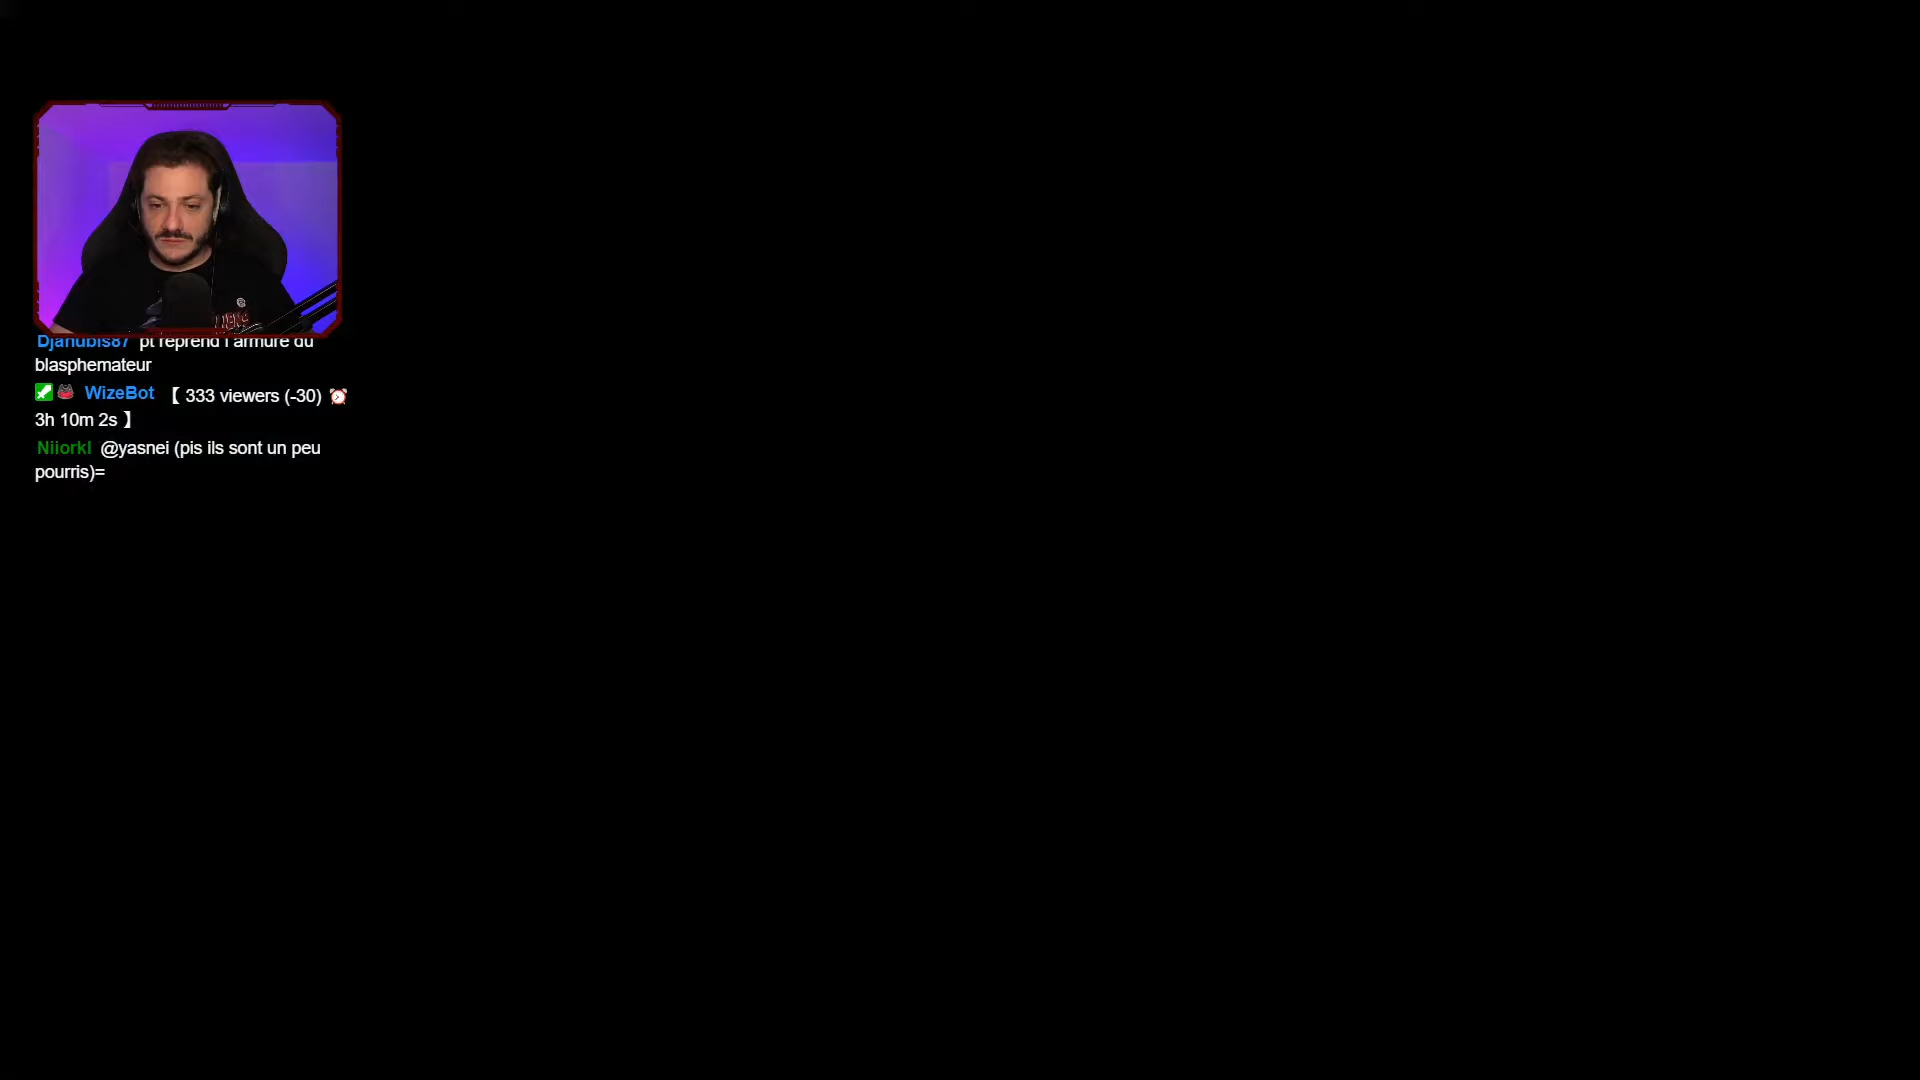 Djanubis87 pt reprend l'armure du
blasphemateur
WizeBot 【 333 viewers (-30) ⏰
3h 10m 2s 】
Niiorkl @yasnei (pis ils sont un peu
pourris)=